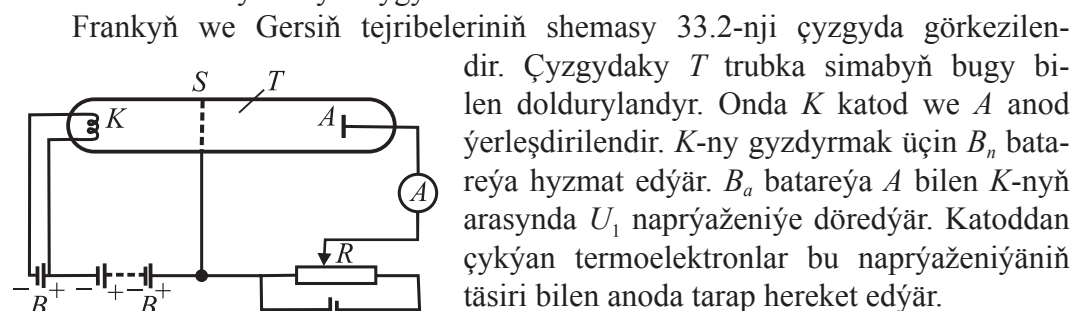 Frankyň we Gersiň tejribeleriniň shemasy 33.2-nji çyzgyda görkezilen-
dir. Çyzgydaky T trubka simabyň bugy bi-
len doldurylandyr. Onda K katod we A anod
ýerleşdirilendir. K-ny gyzdyrmak üçin Bn bata-
reýa hyzmat edýär. Ba batareýa A bilen K-nyň
arasynda U1 naprýaženiýe döredýär. Katoddan
çykýan termoelektronlar bu naprýaženiýäniň
täsiri bilen anoda tarap hereket edýär.
S T
K A
A
R
− + − + − +
B B